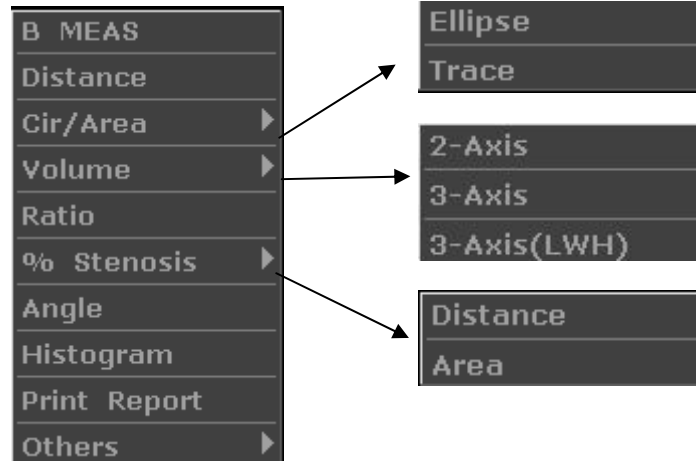 B MEAS
Distance
Cir/Area
Volume
Ratio
% Stenosis
Angle
Histogram
Print Report
Others
Ellipse
Trace
2-Axis
3-Axis
3-Axis(LWH)
Distance
Area